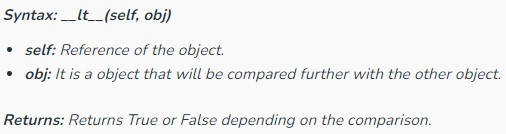 Syntax: __lt__(self, obj)
• self: Reference of the object.
• obj: It is a object that will be compared further with the other object.
Returns: Returns True or False depending on the comparison.